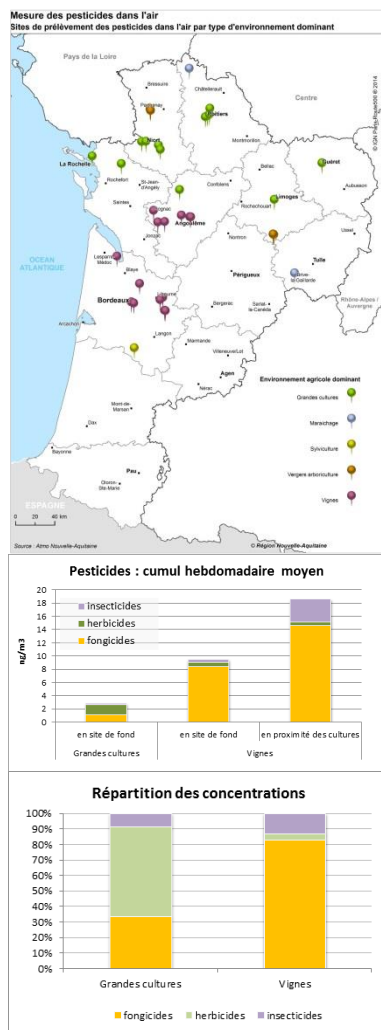 Mesure des pesticides dans l'air
Sites de prélèvement des pesticides dans l'air par type d'environnement dominant
Pays de la Loire
Centre
© IGN Paris-Route500 ® 2014
Bressuire
Châtellerault
Parthenay
Poitiers
Niort
Montmorillon
La Rochelle
Guéret
Bellac
Rochefort
St-Jean-d'Angély
Confolens
Aubusson
Limoges
Saintes
Cognac
Rochechouart
Angoulême
Jonzac
Nontron
Ussel
OCEAN
ATLANTIQUE
Lesparre-Médoc
Blaye
Tulle
Brive-la-Gaillarde
Périgueux
Libourne
Bordeaux
Rhône-Alpes / Auvergne
Bergerac
Sarlat-la-Canéda
Arcachon
Langon
Marmande
Villeneuve/Lot
Agen
Nérac
Mont-de-Marsan
Dax
Bayonne
Pau
Oloron-Ste-Marie
ESPAGNE
0 20 40 km
Environnement agricole dominant
Grandes cultures
Maraichage
Sylviculture
Vergers arboriculture
Vignes
Source : Atmo Nouvelle-Aquitaine
© Région Nouvelle-Aquitaine
Pesticides : cumul hebdomadaire moyen
ng/m3
20
18
16
14
12
10
8
6
4
2
0
insecticides
herbicides
fongicides
en site de fond
en site de fond
en proximité des cultures
Grandes cultures
Vignes
Répartition des concentrations
100%
90%
80%
70%
60%
50%
40%
30%
20%
10%
0%
Grandes cultures
Vignes
fongicides
herbicides
insecticides